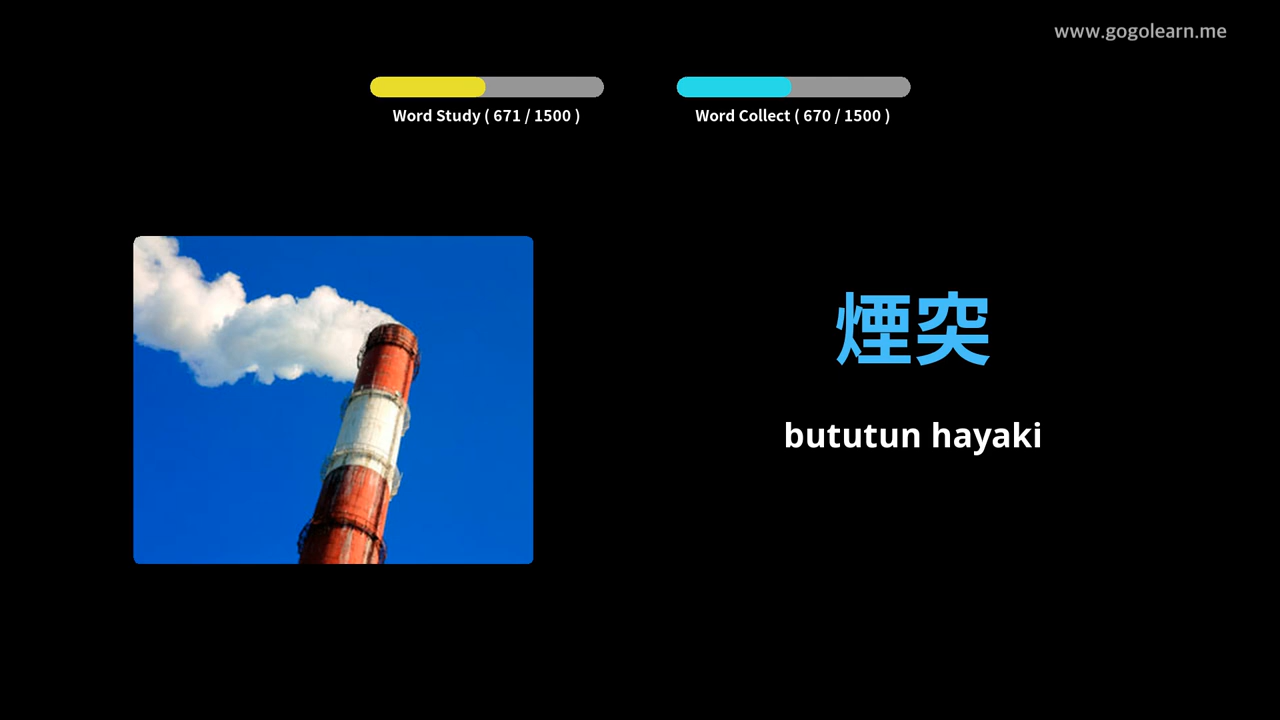 www.gogolearn.me
Word Study ( 671 / 1500 )
Word Collect ( 670 / 1500 )
煙突
bututun hayaki